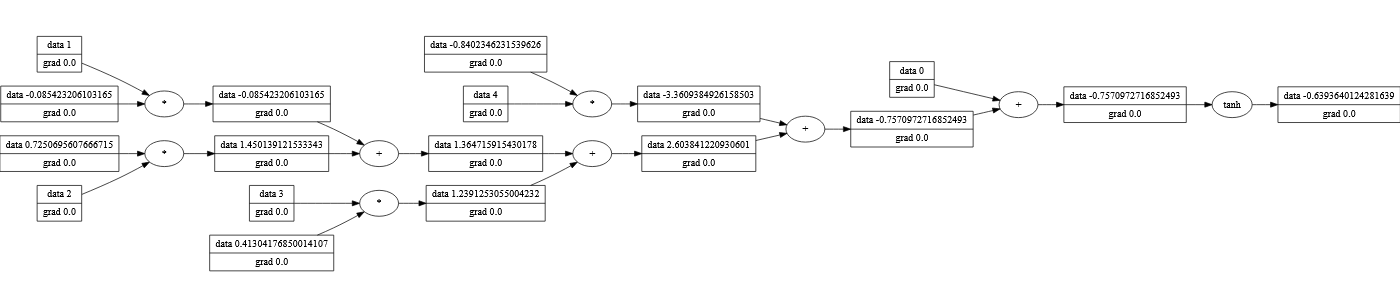 data 1
grad 0.0
data -0.085423206103165
grad 0.0
*
data -0.085423206103165
grad 0.0
data 0.7250695607666715
grad 0.0
*
data 1.450139121533343
grad 0.0
data 2
grad 0.0
+
data 1.364715915430178
grad 0.0
data 3
grad 0.0
*
data 1.2391253055004232
grad 0.0
data 0.41304176850014107
grad 0.0
data -0.8402346231539626
grad 0.0
data 4
grad 0.0
*
data -3.3609384926158503
grad 0.0
+
data 2.603841220930601
grad 0.0
+
data -0.7570972716852493
grad 0.0
data 0
grad 0.0
+
data -0.7570972716852493
grad 0.0
tanh
data -0.6393640124281639
grad 0.0